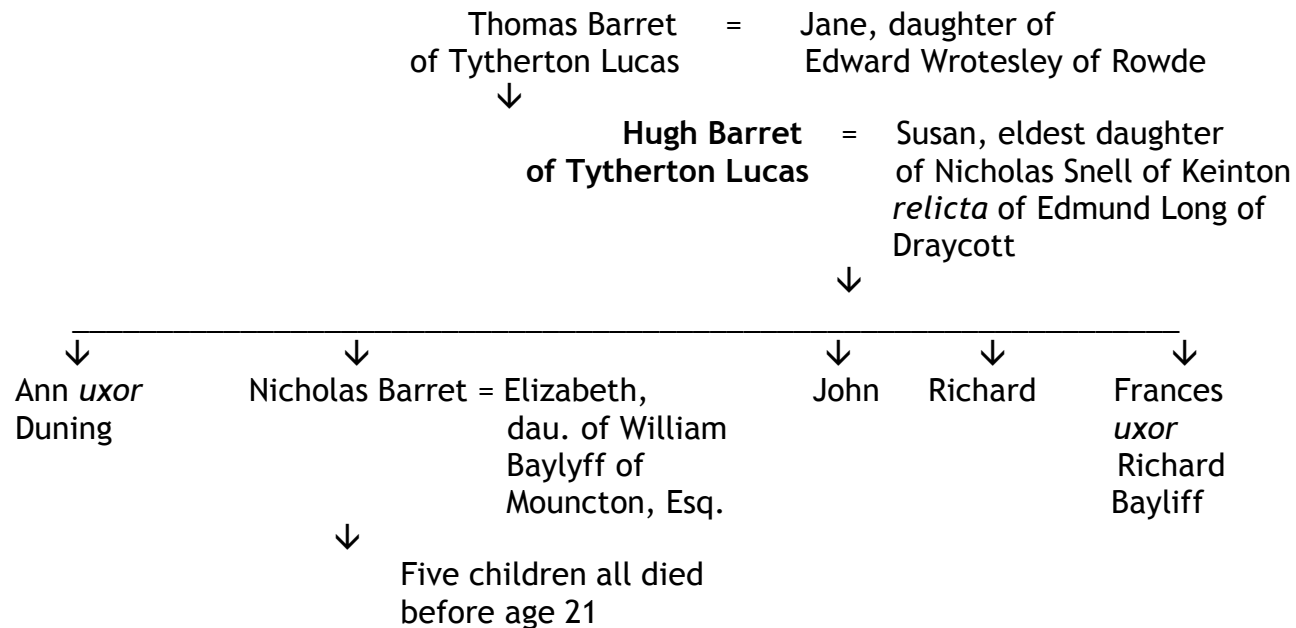 Thomas Barret = Jane, daughter of
of Tytherton Lucas Edward Wrotesley of Rowde
Hugh Barret = Susan, eldest daughter
of Tytherton Lucas of Nicholas Snell of Keinton
relicta of Edmund Long of
Draycott
Ann uxor Nicholas Barret = Elizabeth, John Richard Frances
Duning dau. of William uxor
Baylyff of Richard
Mouncton, Esq. Bayliff
Five children all died
before age 21